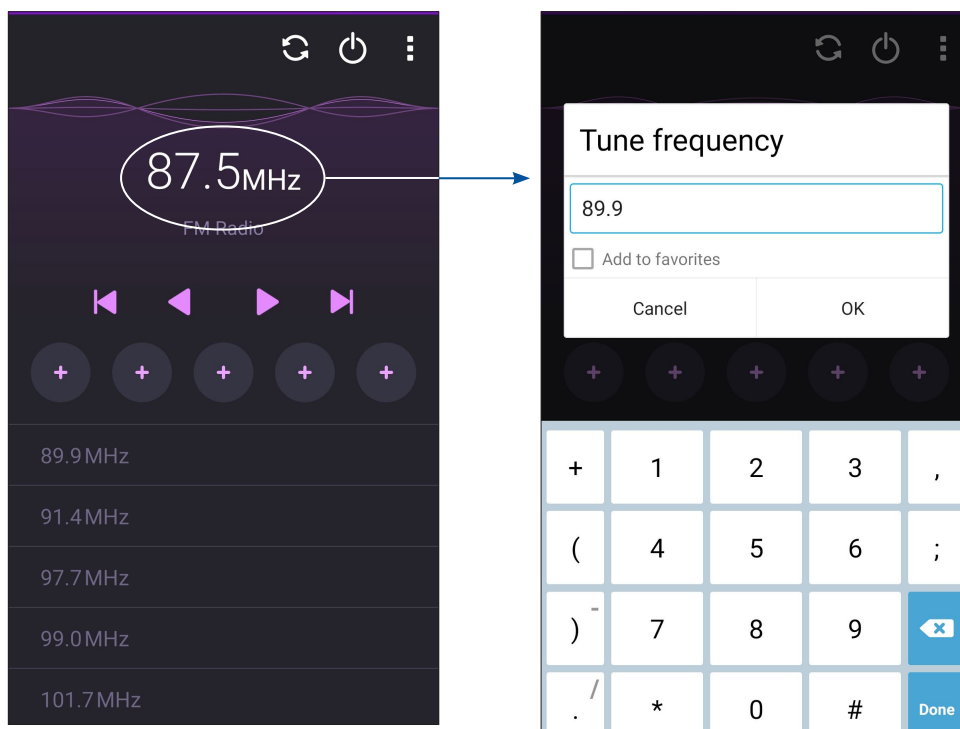 87.5MHz
FM Radio
+ + + + +
89.9MHz
91.4MHz
97.7MHz
99.0MHz
101.7MHz
Tune frequency
89.9
Add to favorites
Cancel OK
+ + + + +
+ 1 2 3 ,
( 4 5 6 ;
) - 7 8 9
. / * 0 # Done